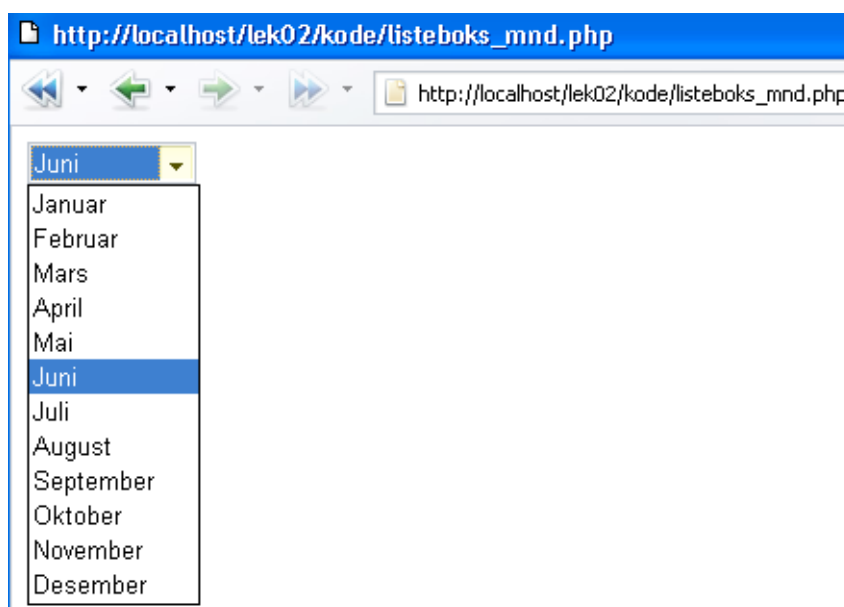 http://localhost/lek02/kode/listeboks_mnd.php
http://localhost/lek02/kode/listeboks_mnd.php
Juni
Januar
Februar
Mars
April
Mai
Juni
Juli
August
September
Oktober
November
Desember